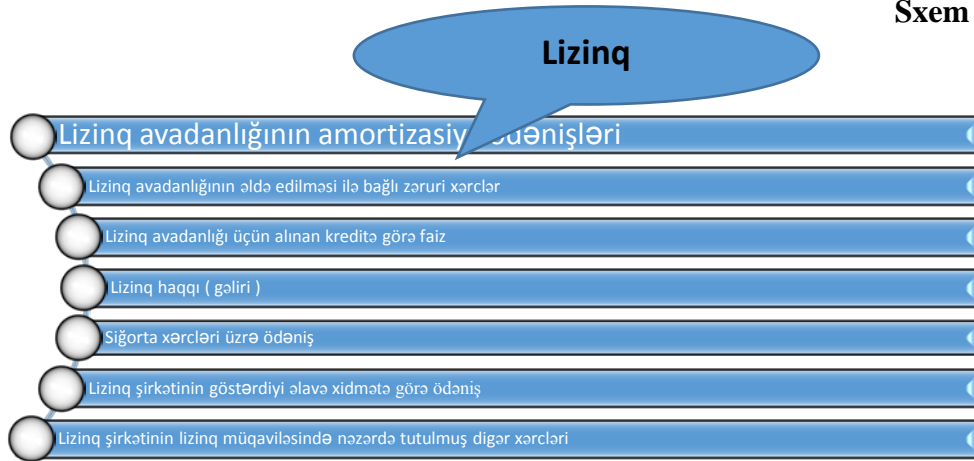 Sxem
Lizinq
Lizinq avadanlığının ödənişləri
Lizinq avadanlığının əldə edilməsi ilə bağlı zəruri xərclər
Lizinq avadanlığı üçün alınan kreditə görə faiz
Lizinq haqqı ( gəliri )
Siğorta xərcləri üzrə ödəniş
Lizinq şirkətinin göstərdiyi əlavə xidmətə görə ödəniş
Lizinq şirkətinin lizinq müqaviləsində nəzərdə tutulmuş digər xərcləri